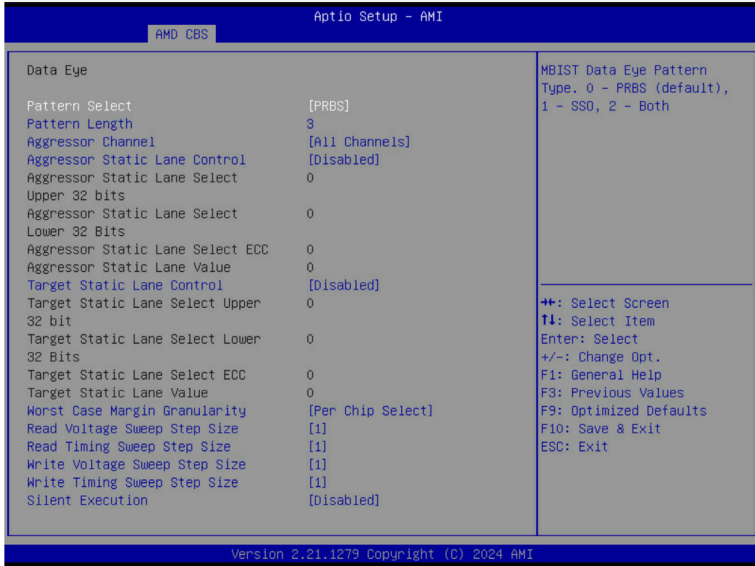 Aptio Setup – AMI
AMD CBS
Data Eye
Pattern Select [PRBS]
Pattern Length 3
Aggressor Channel [All Channels]
Aggressor Static Lane Control [Disabled]
Aggressor Static Lane Select 0
Upper 32 bits
Aggressor Static Lane Select 0
Lower 32 Bits
Aggressor Static Lane Select ECC 0
Aggressor Static Lane Value 0
Target Static Lane Control [Disabled]
Target Static Lane Select Upper 0
32 bit
Target Static Lane Select Lower 0
32 Bits
Target Static Lane Select ECC 0
Target Static Lane Value 0
Worst Case Margin Granularity [Per Chip Select]
Read Voltage Sweep Step Size [1]
Read Timing Sweep Step Size [1]
Write Voltage Sweep Step Size [1]
Write Timing Sweep Step Size [1]
Silent Execution [Disabled]
MBIST Data Eye Pattern
Type. 0 – PRBS (default),
1 – SSO, 2 – Both
→←: Select Screen
↑↓: Select Item
Enter: Select
+/-: Change Opt.
F1: General Help
F3: Previous Values
F9: Optimized Defaults
F10: Save & Exit
ESC: Exit
Version 2.21.1279 Copyright (C) 2024 AMI